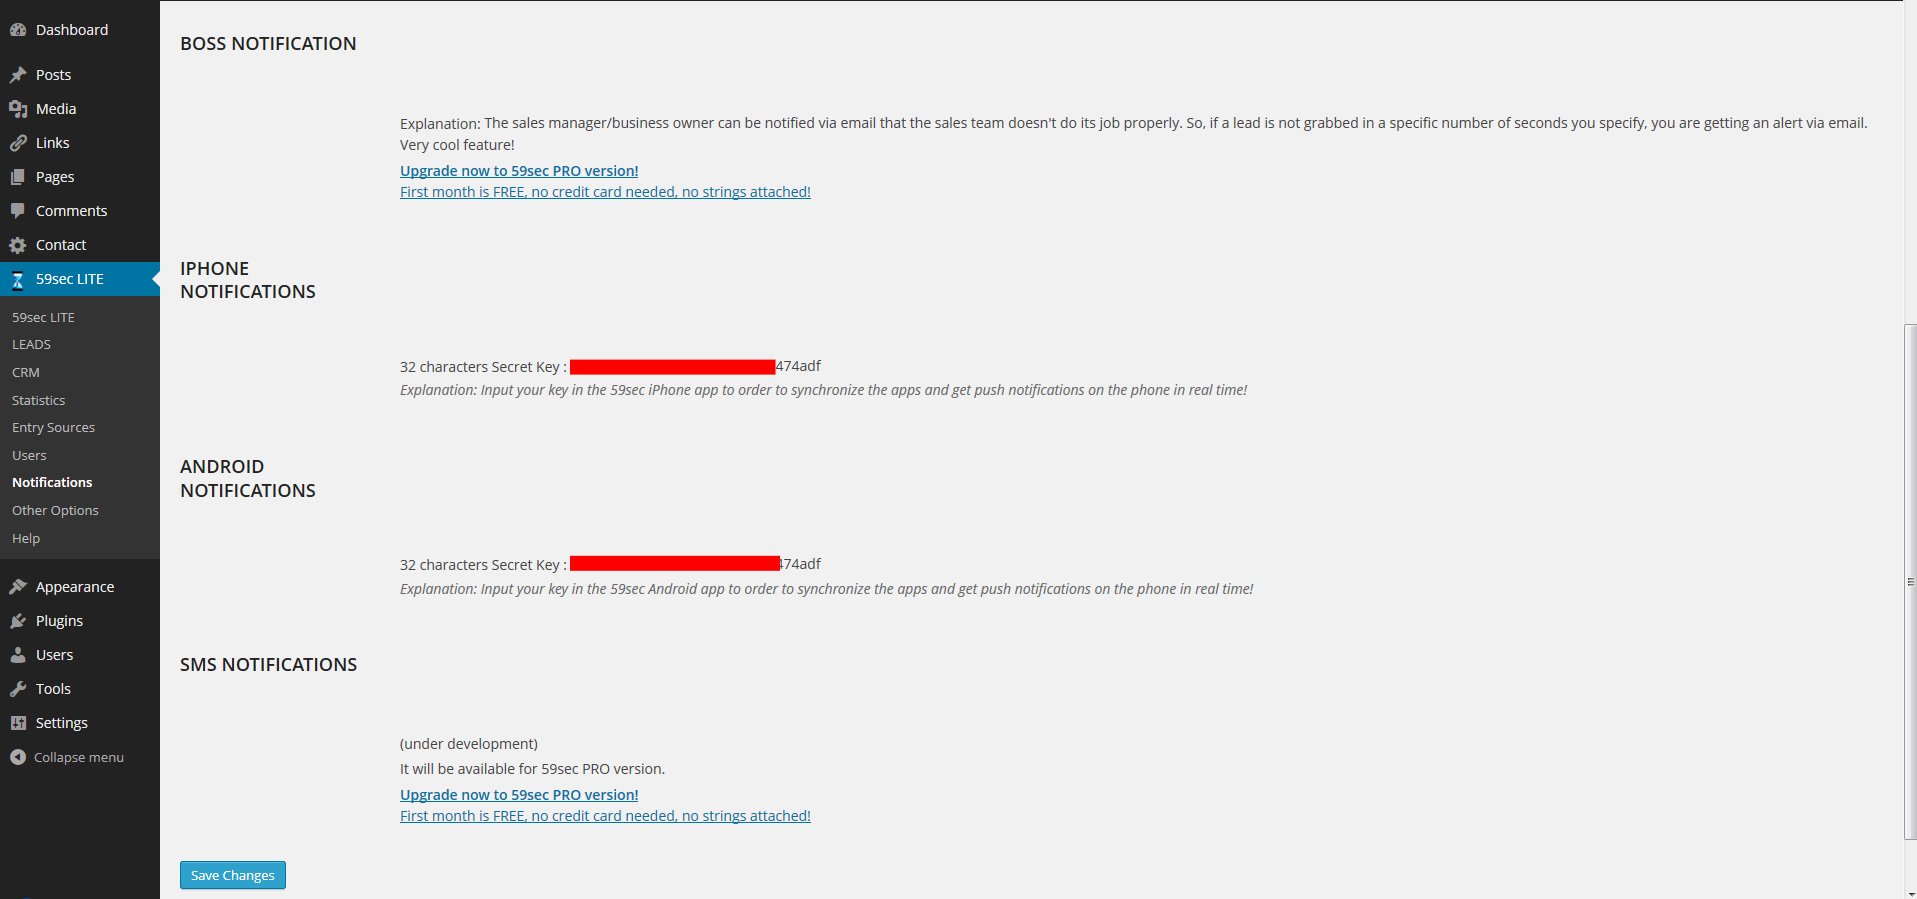 Dashboard
Posts
Media
Links
Pages
Comments
Contact
59sec LITE
59sec LITE
LEADS
CRM
Statistics
Entry Sources
Users
Notifications
Other Options
Help
Appearance
Plugins
Users
Tools
Settings
Collapse menu
BOSS NOTIFICATION
Explanation: The sales manager/business owner can be notified via email that the sales team doesn't do its job properly. So, if a lead is not grabbed in a specific number of seconds you specify, you are getting an alert via email.
Very cool feature!
Upgrade now to 59sec PRO version!
First month is FREE, no credit card needed, no strings attached!
IPHONE
NOTIFICATIONS
32 characters Secret Key : 474adf
Explanation: Input your key in the 59sec iPhone app to order to synchronize the apps and get push notifications on the phone in real time!
ANDROID
NOTIFICATIONS
32 characters Secret Key : 474adf
Explanation: Input your key in the 59sec Android app to order to synchronize the apps and get push notifications on the phone in real time!
SMS NOTIFICATIONS
(under development)
It will be available for 59sec PRO version.
Upgrade now to 59sec PRO version!
First month is FREE, no credit card needed, no strings attached!
Save Changes